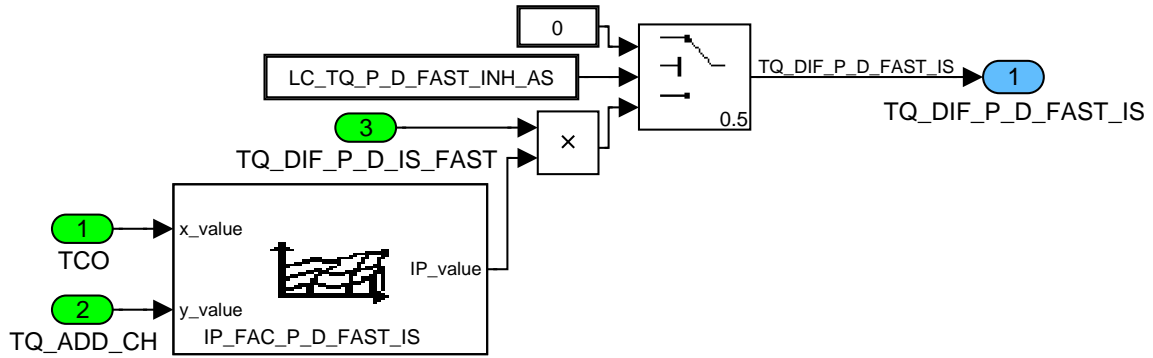 0
LC_TQ_P_D_FAST_INH_AS
TQ_DIF_P_D_FAST_IS
1
TQ_DIF_P_D_FAST_IS
0.5
3
TQ_DIF_P_D_IS_FAST
×
1
TCO
x_value
IP_value
2
TQ_ADD_CH
y_value
IP_FAC_P_D_FAST_IS